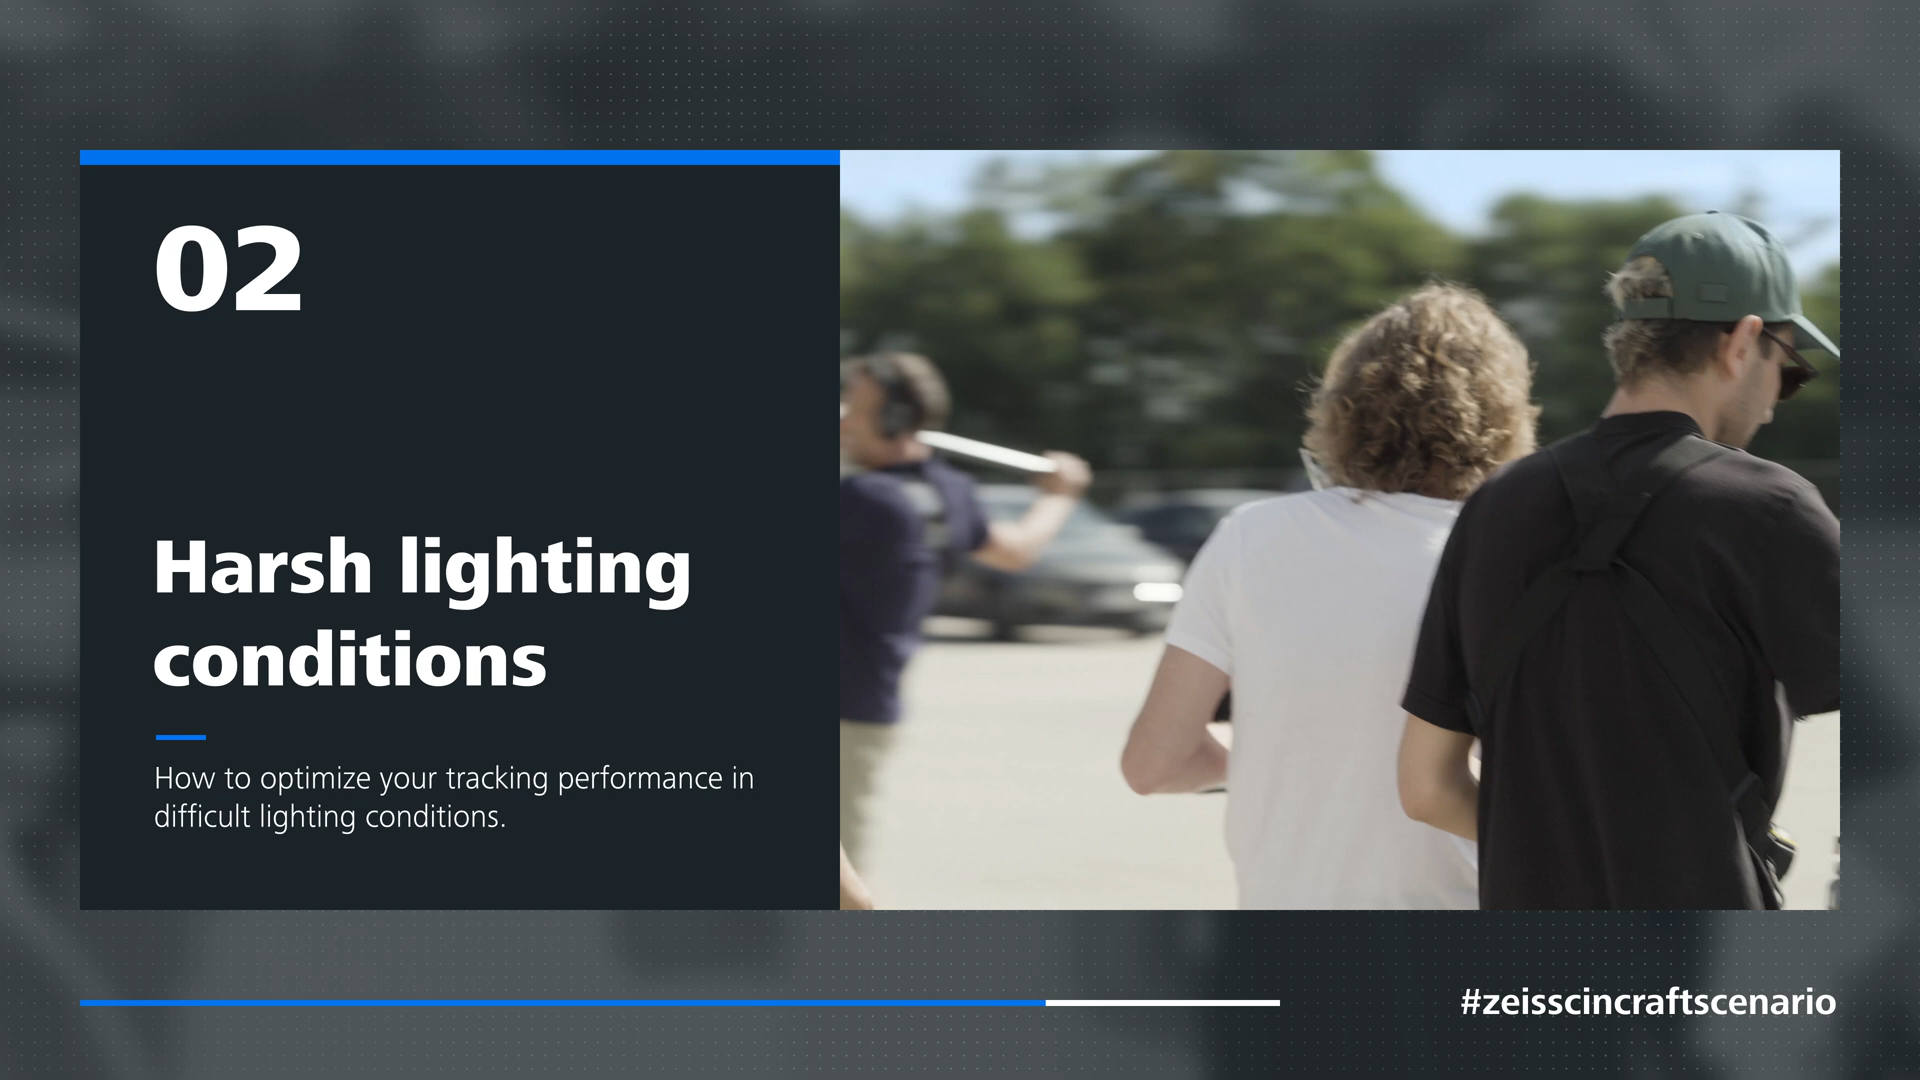 02
Harsh lighting
conditions
How to optimize your tracking performance in
difficult lighting conditions.
#zeisscincraftscenario